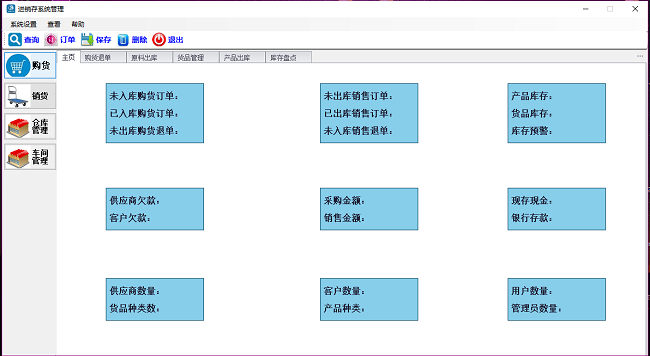 进销存系统管理
系统设置 查看 帮助
查询 订单 保存 删除 退出
主页 购货退单 原料出库 货品管理 产品出库 库存盘点
购货
销货
仓库
管理
车间
管理
未入库购货订单：
已入库购货订单：
未出库购货退单：
未出库销售订单：
已出库销售订单：
未入库销售退单：
产品库存：
货品库存：
库存预警：
供应商欠款：
客户欠款：
采购金额：
销售金额：
现存现金：
银行存款：
供应商数量：
货品种类数：
客户数量：
产品种类：
用户数量：
管理员数量：